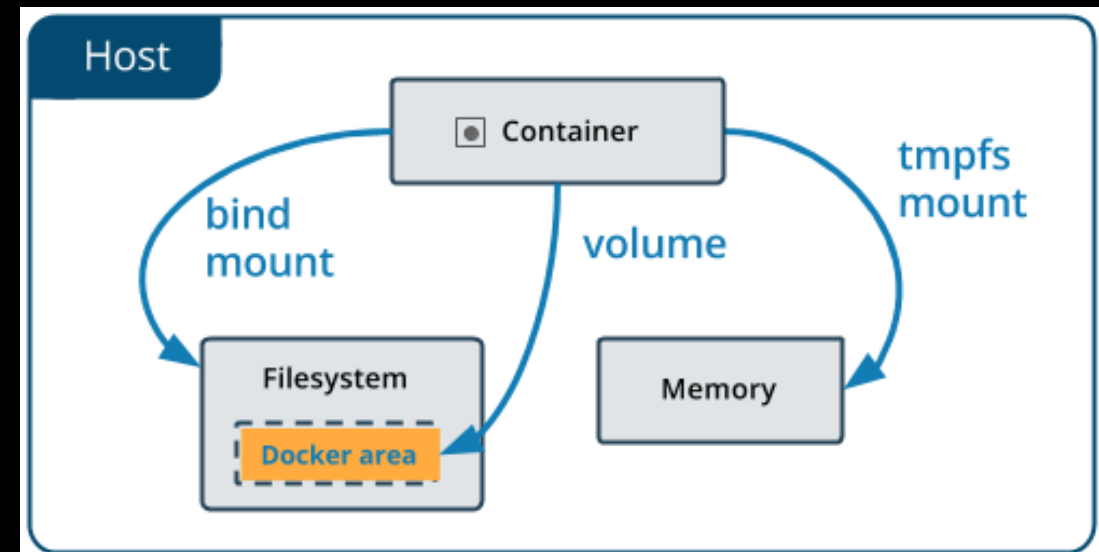 Host
Container
bind
mount
volume
tmpfs
mount
Filesystem
Docker area
Memory